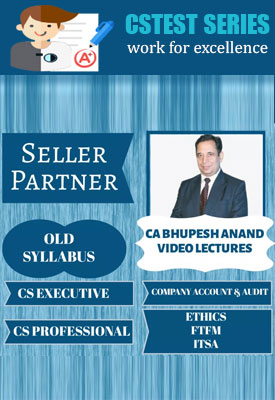 CSTEST SERIES
work for excellence
A+
SELLER
PARTNER
OLD
SYLLABUS
CS EXECUTIVE
CS PROFESSIONAL
CA BHUPESH ANAND
VIDEO LECTURES
COMPANY ACCOUNT & AUDIT
ETHICS
FTFM
ITSA